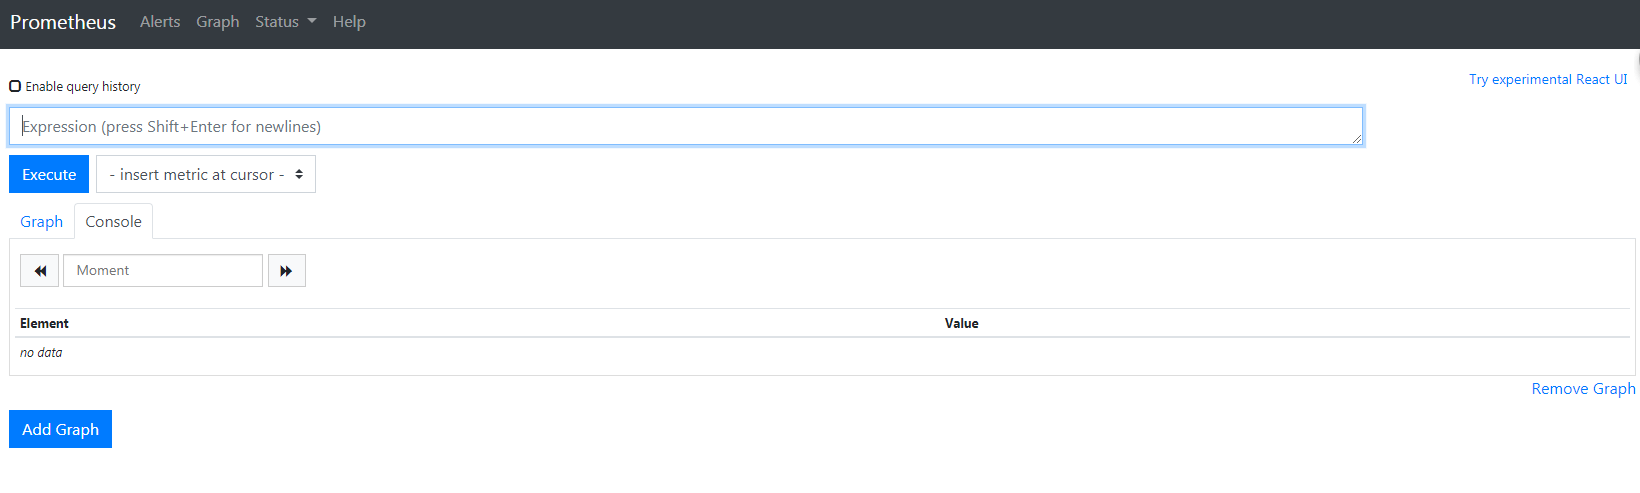 Prometheus Alerts Graph Status Help
Enable query history
Try experimental React UI
Expression (press Shift+Enter for newlines)
Execute - insert metric at cursor -
Graph Console
Moment
Element Value
no data
Remove Graph
Add Graph